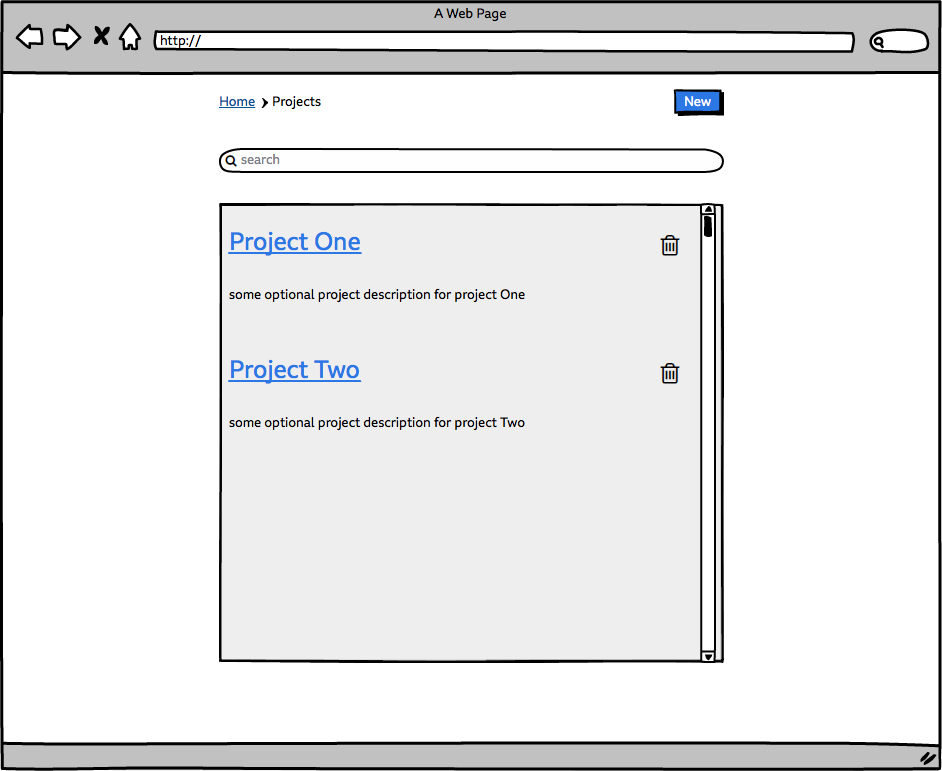 A Web Page
http://
Home Projects
New
search
Project One
some optional project description for project One
Project Two
some optional project description for project Two